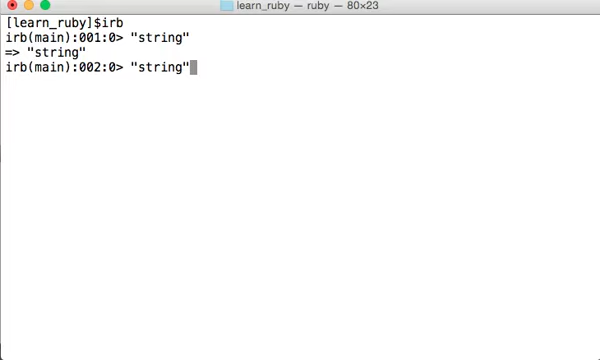 learn_ruby — ruby — 80×23
[learn_ruby]$irb
irb(main):001:0> "string"
=> "string"
irb(main):002:0> "string"